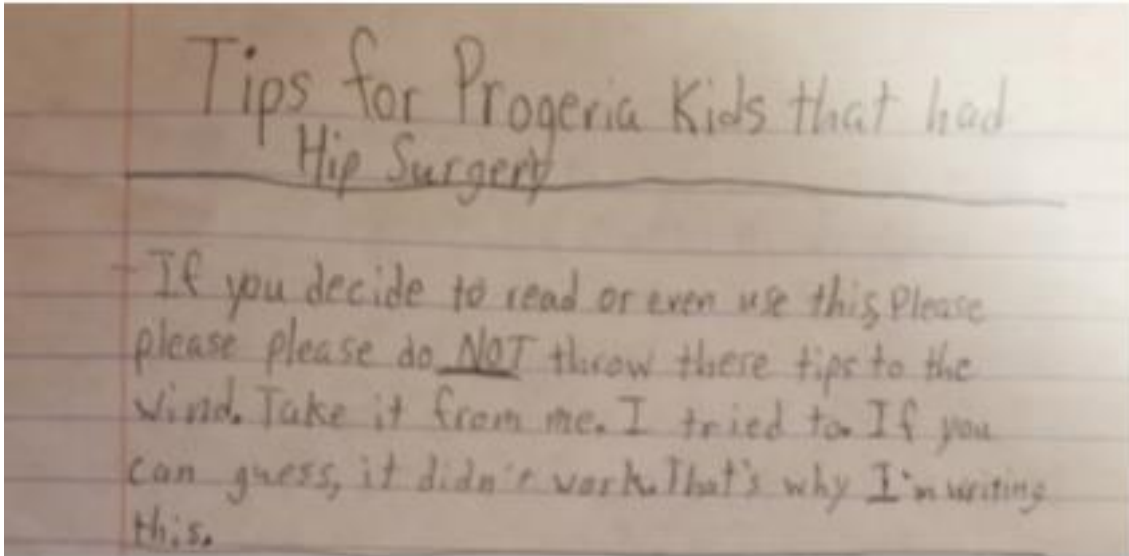 Tips for Progeria Kids that had
Hip Surgery
- If you decide to read or even use this, Please
please please do NOT throw there tips to the
wind. Take it from me. I tried to. If you
can guess, it didn't work. That's why I'm writing
this.